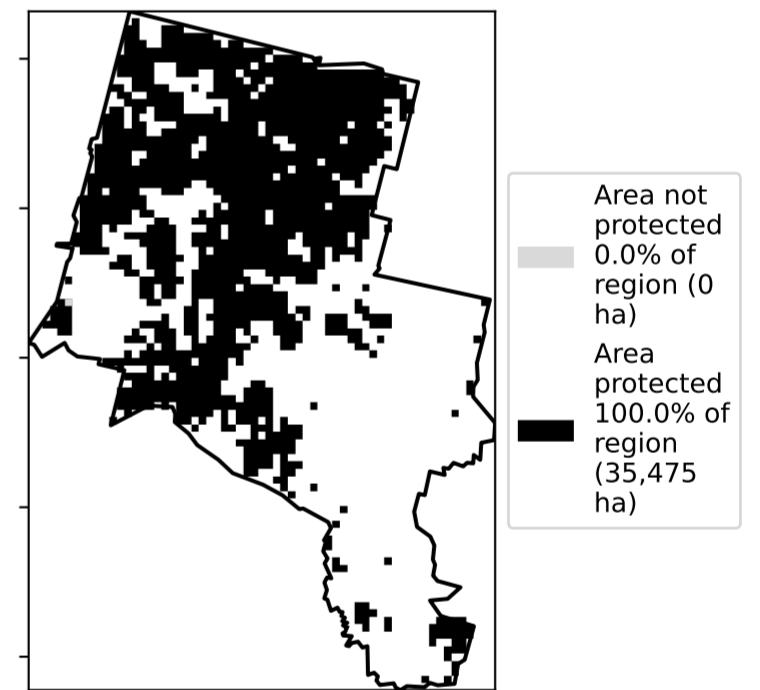 Area not
protected
0.0% of
region (0
ha)
Area
protected
100.0% of
region
(35,475
ha)